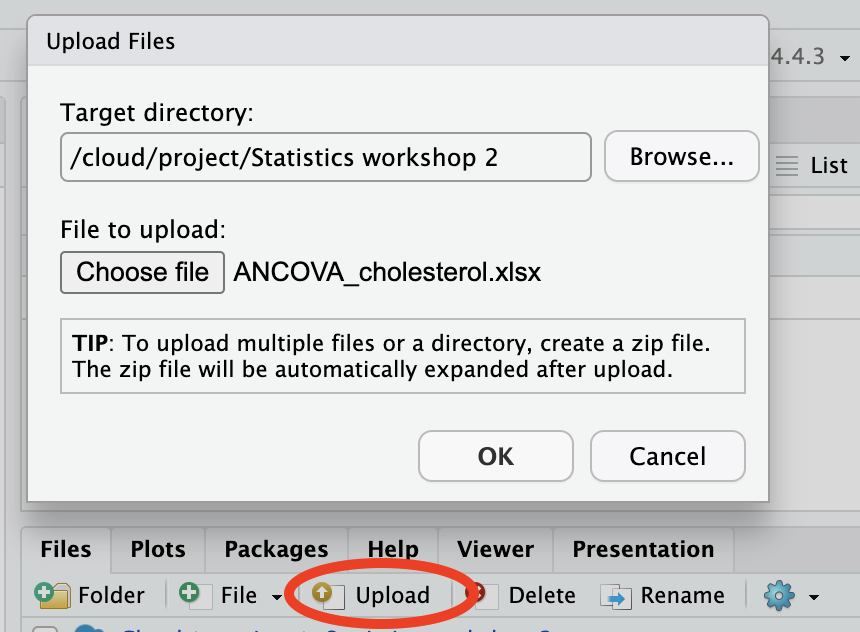 Upload Files
4.4.3
Target directory:
/cloud/project/Statistics workshop 2
Browse...
List
File to upload:
Choose file ANCOVA_cholesterol.xlsx
TIP: To upload multiple files or a directory, create a zip file.
The zip file will be automatically expanded after upload.
OK
Cancel
Files Plots Packages Help Viewer Presentation
Folder File Upload Delete Rename